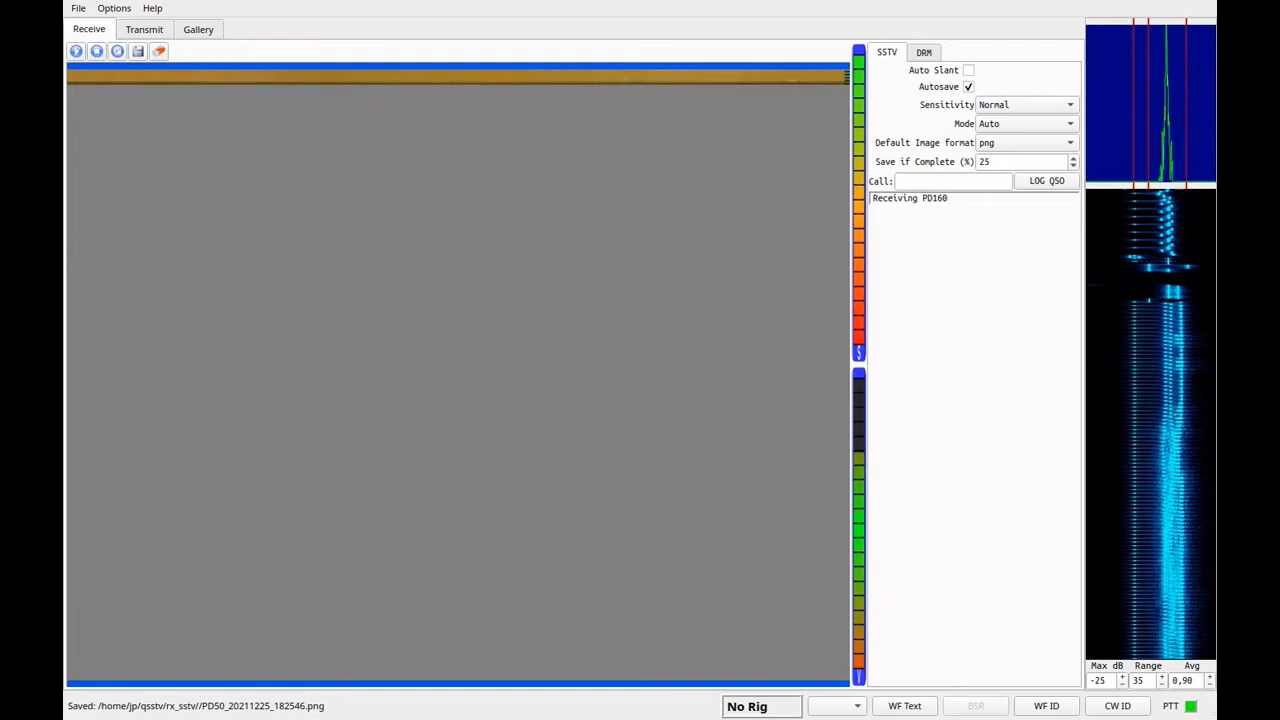 File Options Help
Receive Transmit Gallery
SSTV DRM
Auto Slant
Autosave
Sensitivity Normal
Mode Auto
Default Image format png
Save if Complete (%) 25
Call: LOG QSO
Receiving PD160
S
V
Max dB Range Avg
-25 35 0,90
Saved: /home/jp/qsstv/rx_sstv//PD50_20211225_182546.png
No Rig WF Text BSR WF ID CW ID PTT